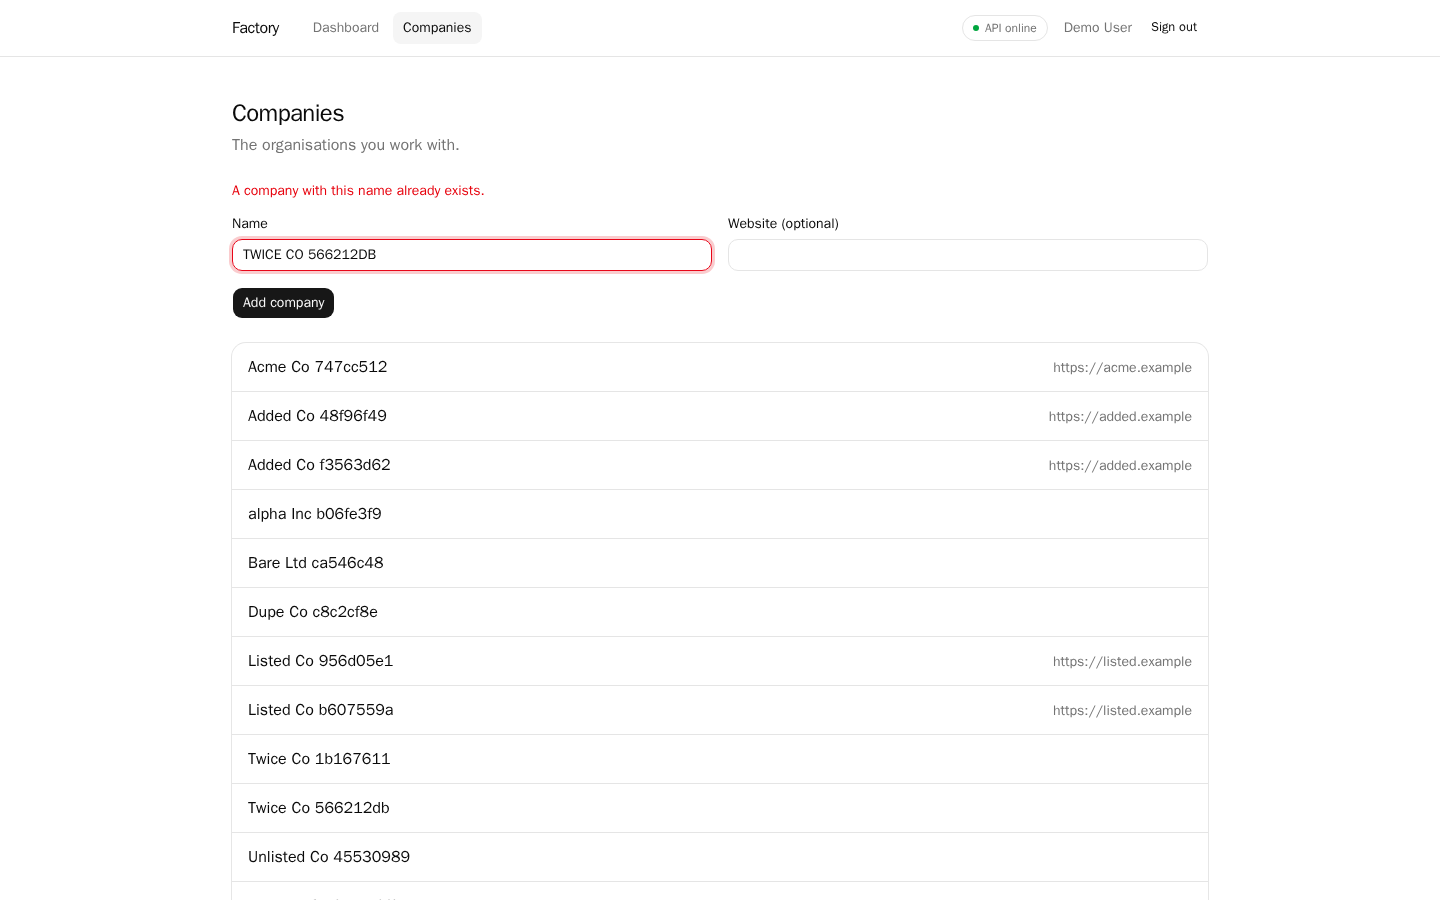 Factory Dashboard Companies API online Demo User Sign out
Companies
The organisations you work with.
A company with this name already exists.
Name Website (optional)
TWICE CO 566212DB
Add company
Acme Co 747cc512 https://acme.example
Added Co 48f96f49 https://added.example
Added Co f3563d62 https://added.example
alpha Inc b06fe3f9
Bare Ltd ca546c48
Dupe Co c8c2cf8e
Listed Co 956d05e1 https://listed.example
Listed Co b607559a https://listed.example
Twice Co 1b167611
Twice Co 566212db
Unlisted Co 45530989